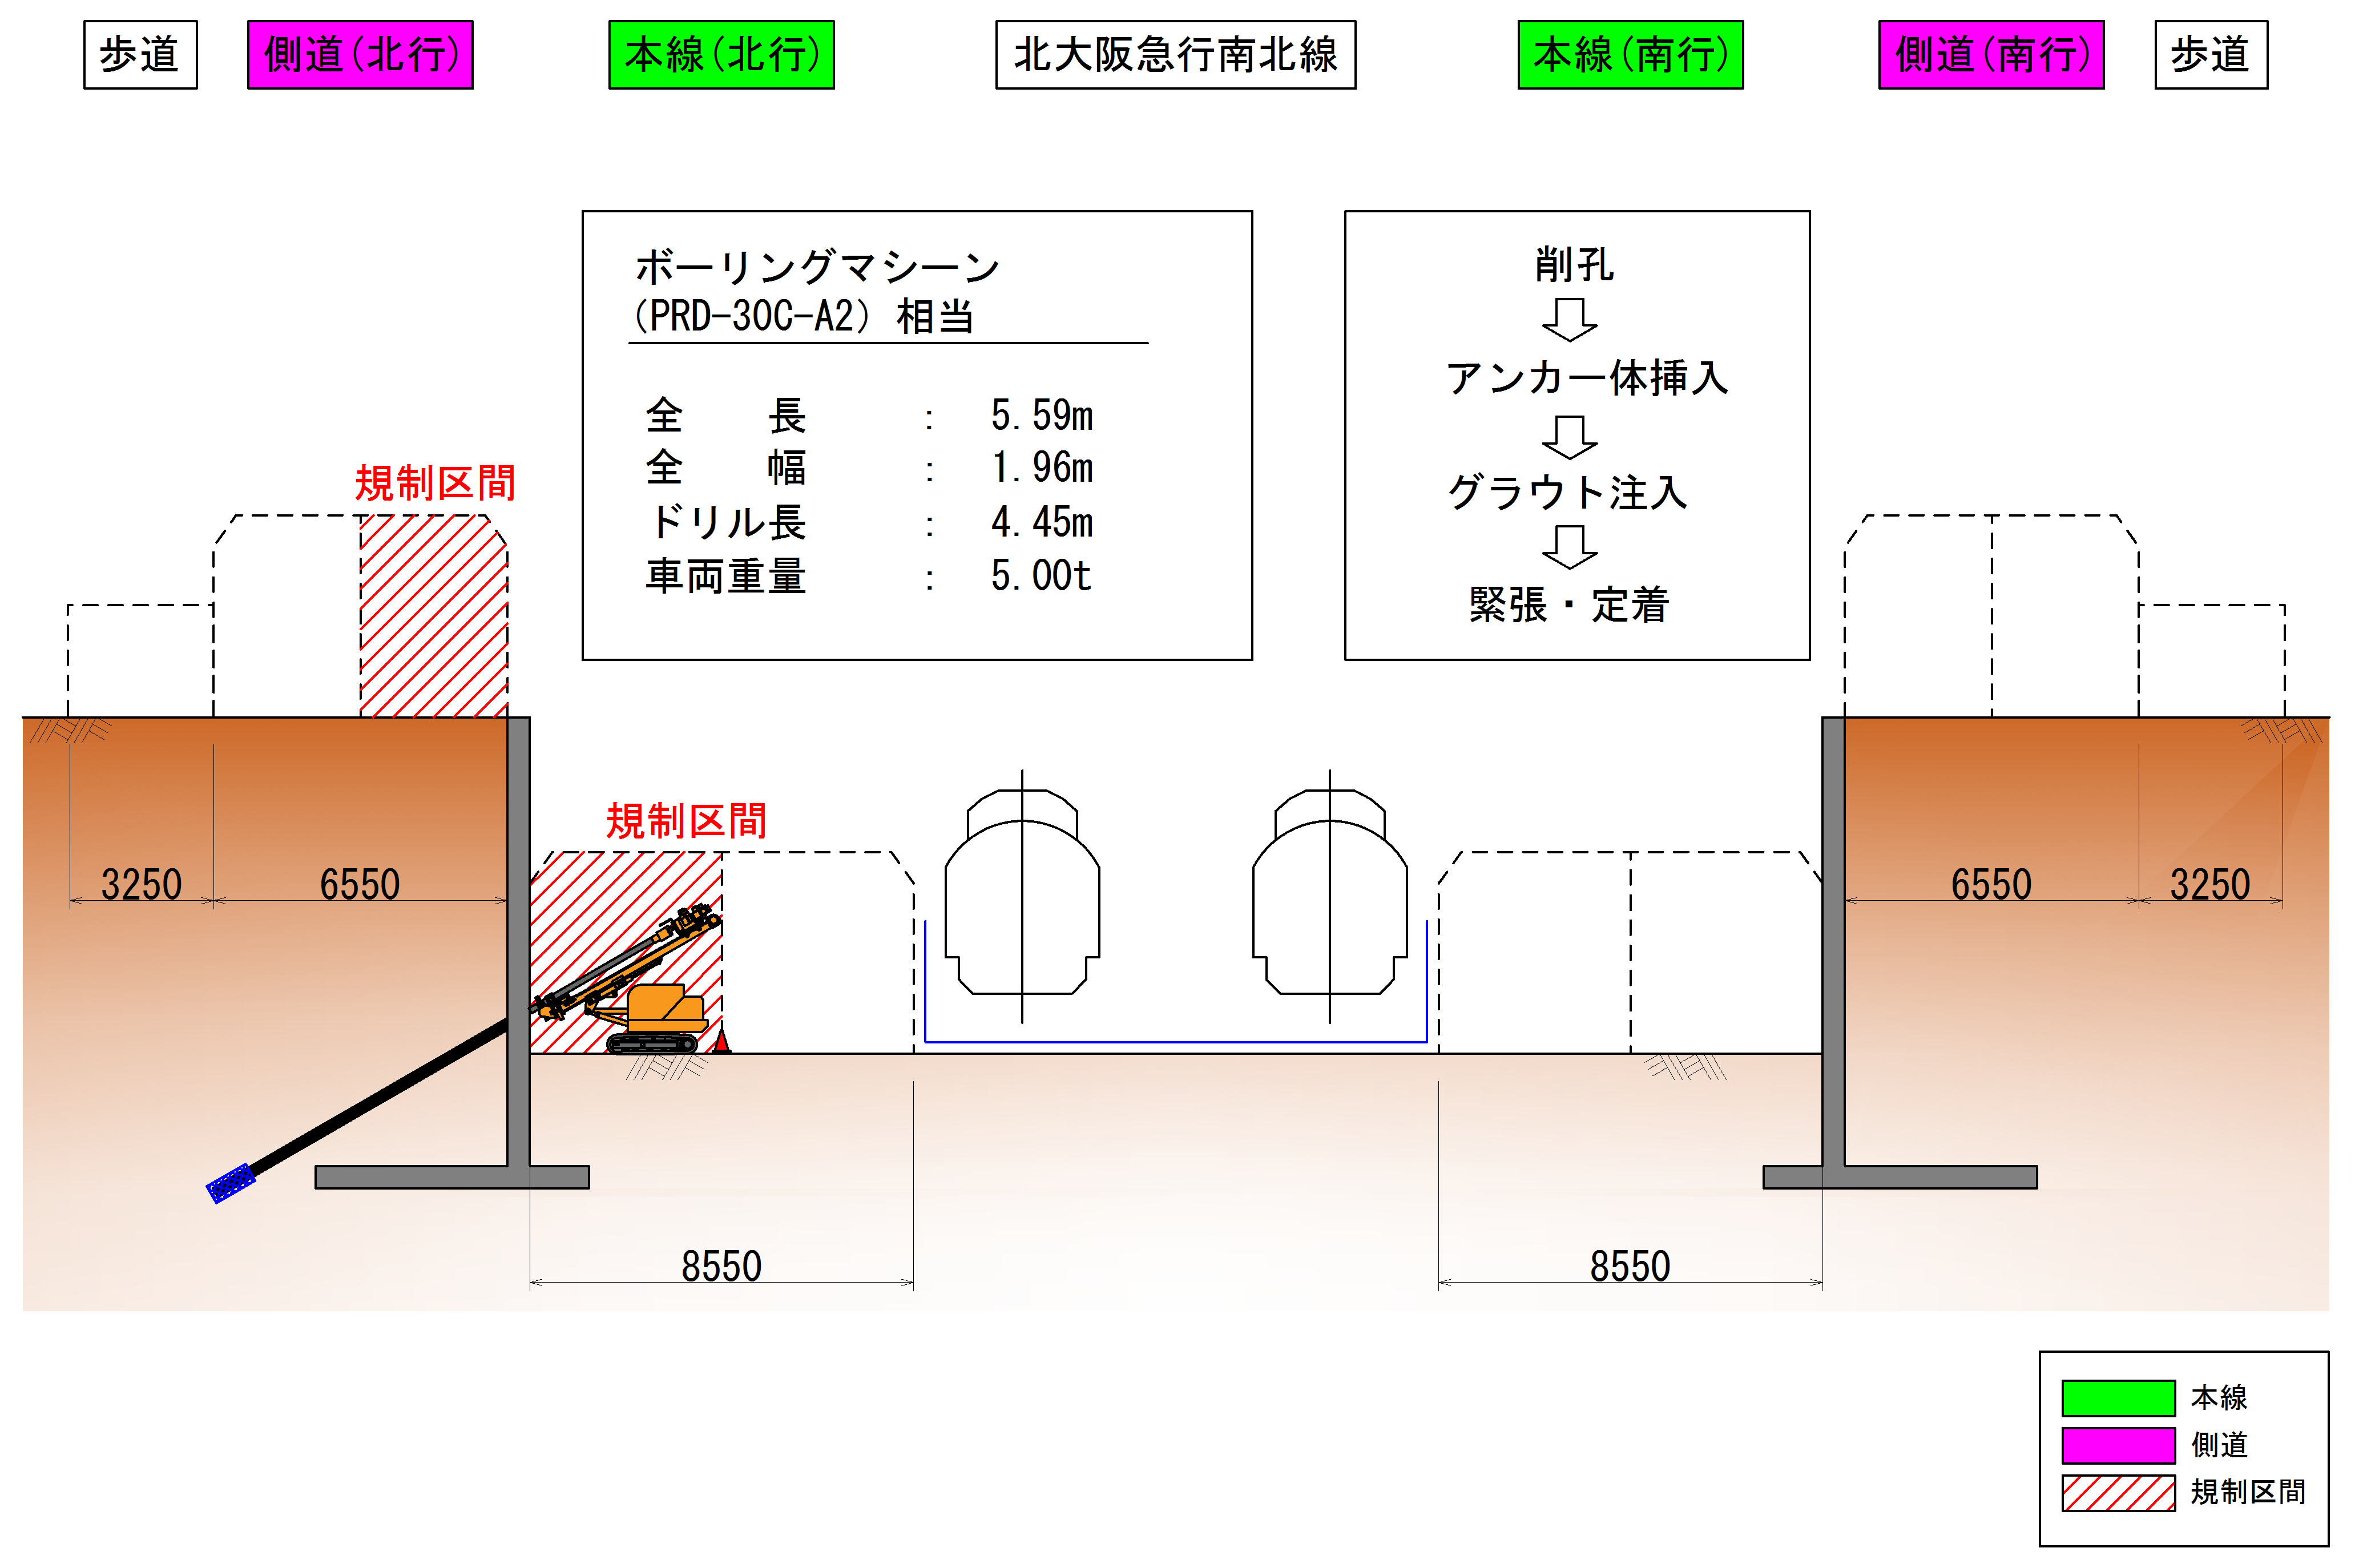 歩道
側道(北行)
本線(北行)
北大阪急行南北線
本線(南行)
側道(南行)
歩道
ボーリングマシーン
(PRD-30C-A2) 相当
全　　長 : 5.59m
全　　幅 : 1.96m
ドリル長 : 4.45m
車両重量 : 5.00t
削孔
アンカー体挿入
グラウト注入
緊張・定着
規制区間
規制区間
3250
6550
6550
3250
8550
8550
本線
側道
規制区間